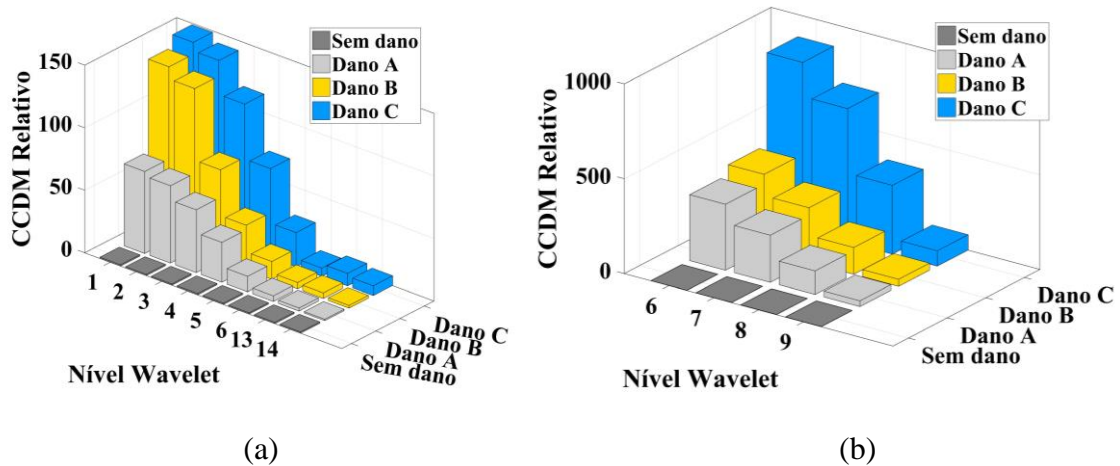 150
100
50
0
CCDM Relativo
Sem dano
Dano A
Dano B
Dano C
1
2
3
4
5
6
13
14
Nível Wavelet
Dano C
Dano B
Dano A
Sem dano
(a)
1000
500
0
CCDM Relativo
Sem dano
Dano A
Dano B
Dano C
6
7
8
9
Nível Wavelet
Dano C
Dano B
Dano A
Sem dano
(b)